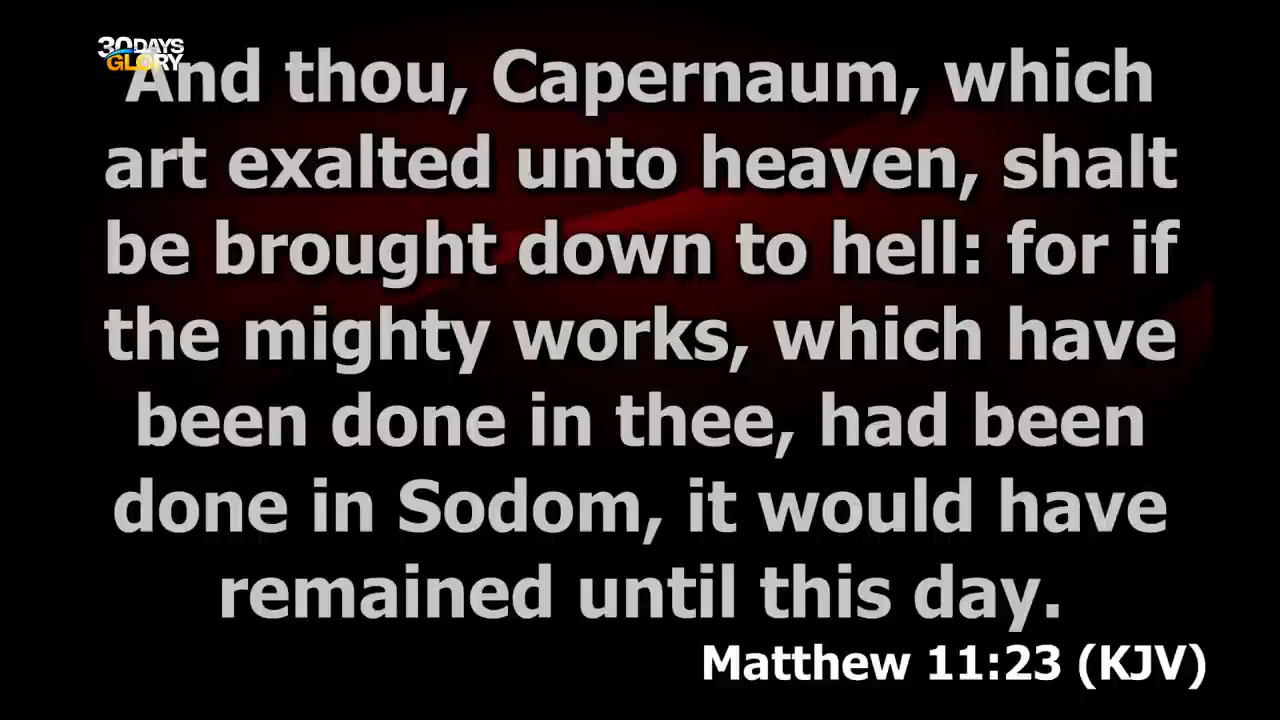 30DAYS
GLORY
And thou, Capernaum, which
art exalted unto heaven, shalt
be brought down to hell: for if
the mighty works, which have
been done in thee, had been
done in Sodom, it would have
remained until this day.
Matthew 11:23 (KJV)